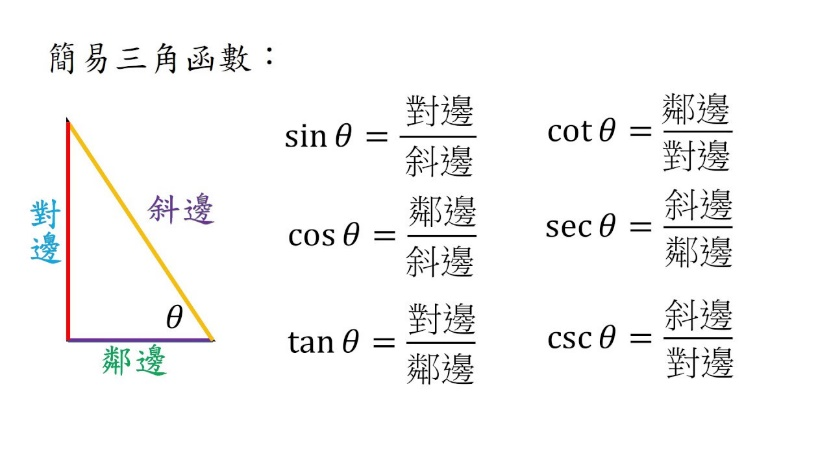 簡易三角函數：
對邊
斜邊
θ
鄰邊
sin θ = 對邊/斜邊
cos θ = 鄰邊/斜邊
tan θ = 對邊/鄰邊
cot θ = 鄰邊/對邊
sec θ = 斜邊/鄰邊
csc θ = 斜邊/對邊